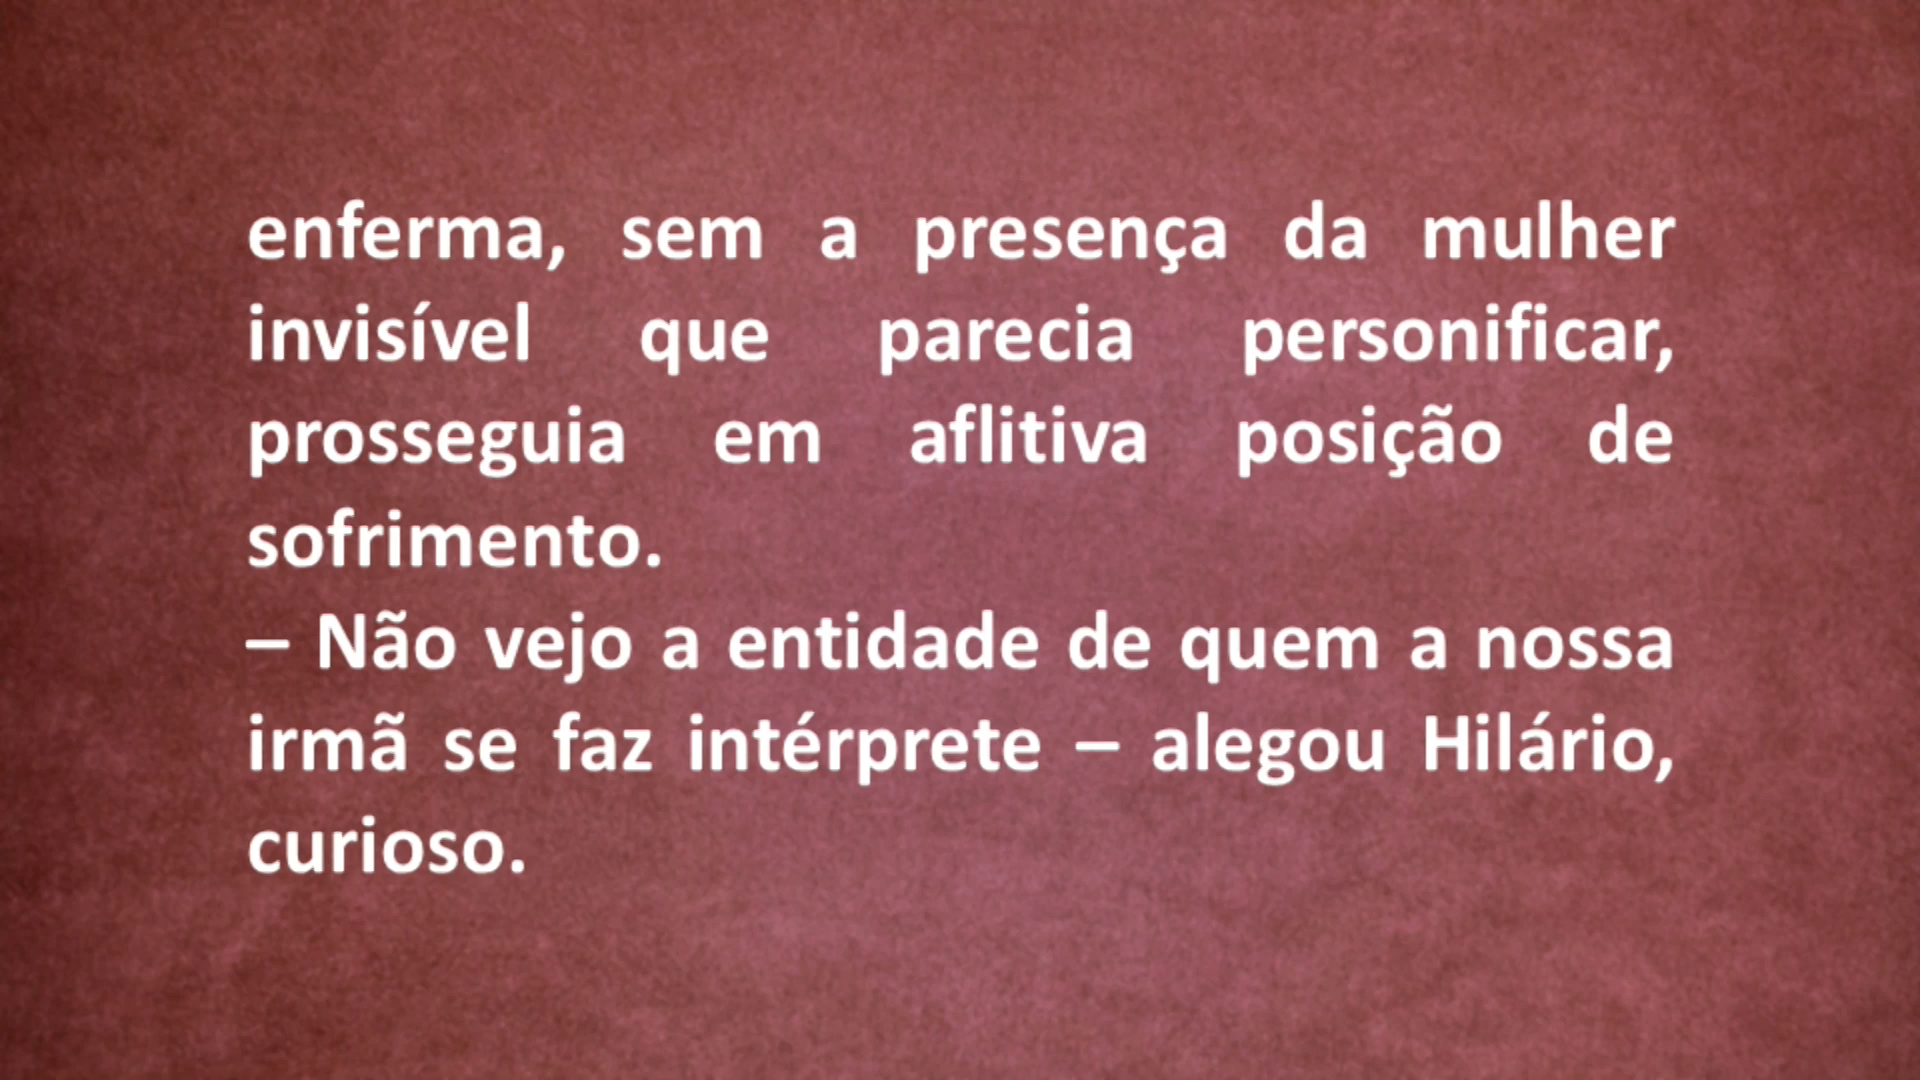 enferma, sem a presença da mulher
invisível que parecia personificar,
prosseguia em aflitiva posição de
sofrimento.
– Não vejo a entidade de quem a nossa
irmã se faz intérprete – alegou Hilário,
curioso.